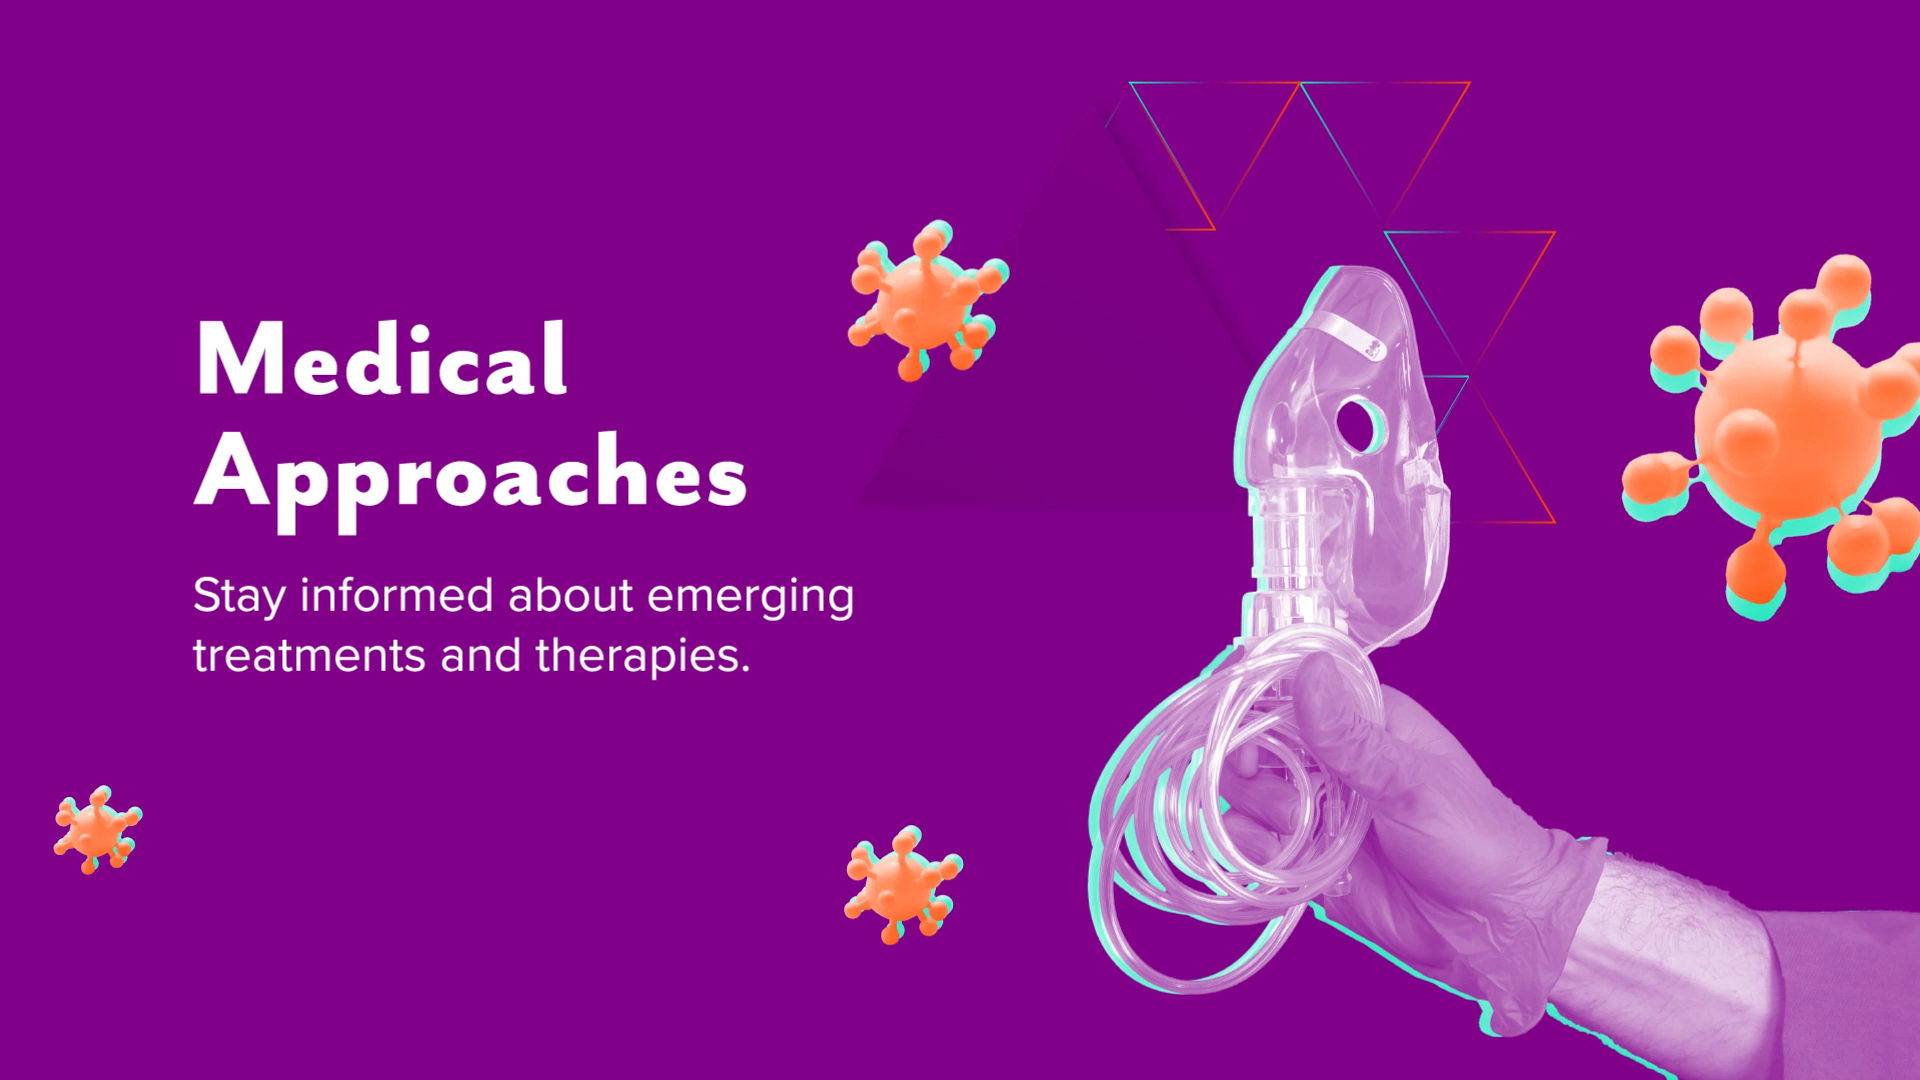 Medical
Approaches
Stay informed about emerging
treatments and therapies.